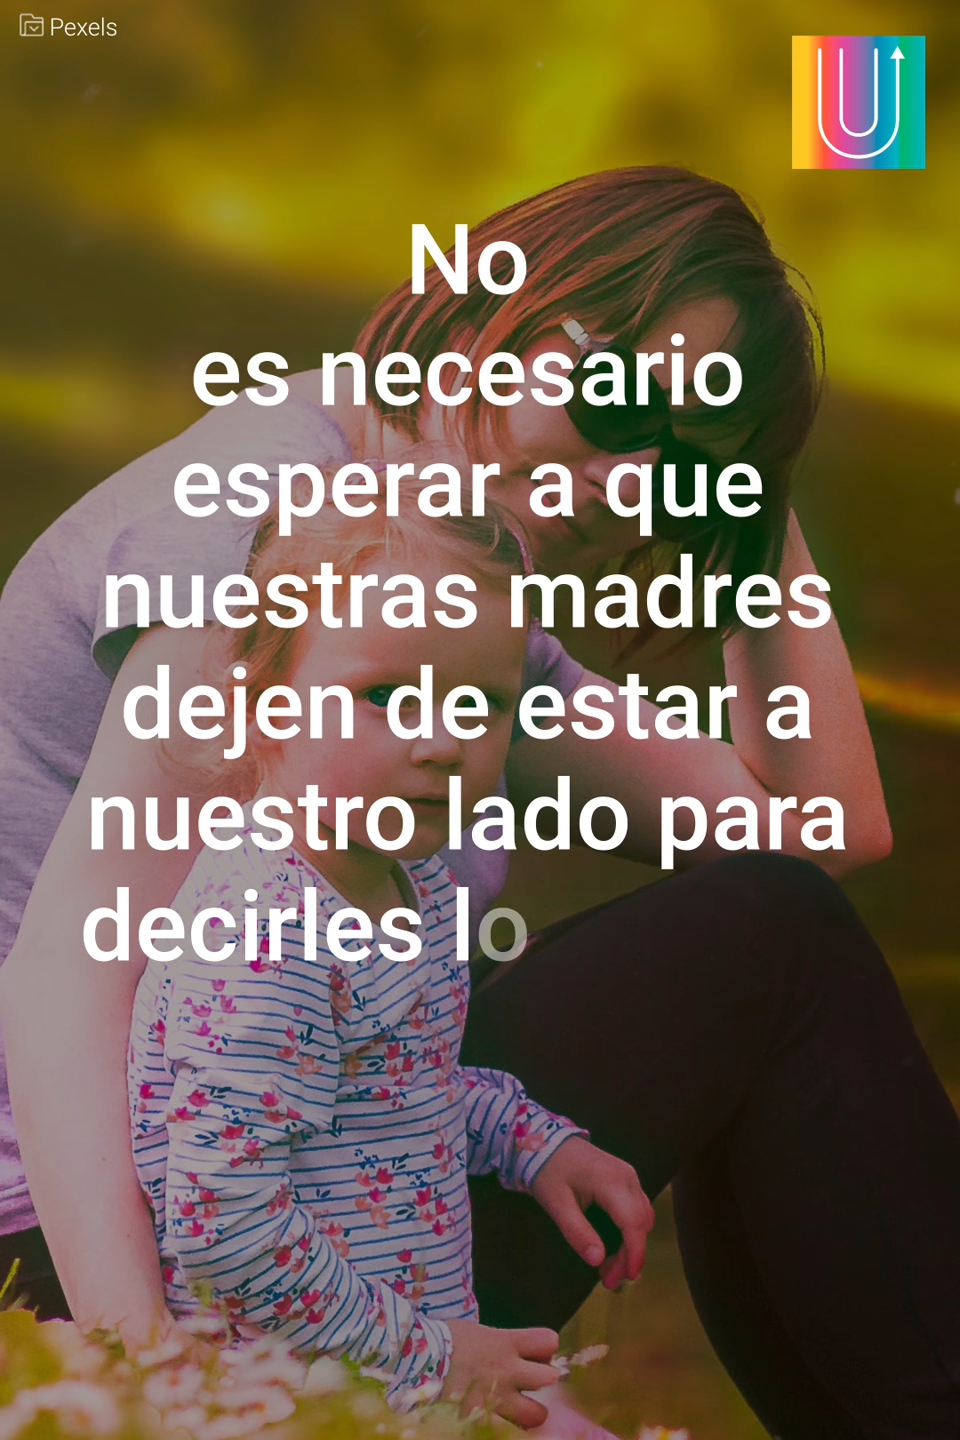 Pexels
U
No
es necesario
esperar a que
nuestras madres
dejen de estar a
nuestro lado para
decirles lo